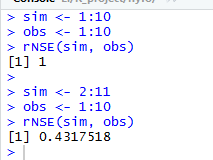 > sim <- 1:10
> obs <- 1:10
> rNSE(sim, obs)
[1] 1
>
> sim <- 2:11
> obs <- 1:10
> rNSE(sim, obs)
[1] 0.4317518
>